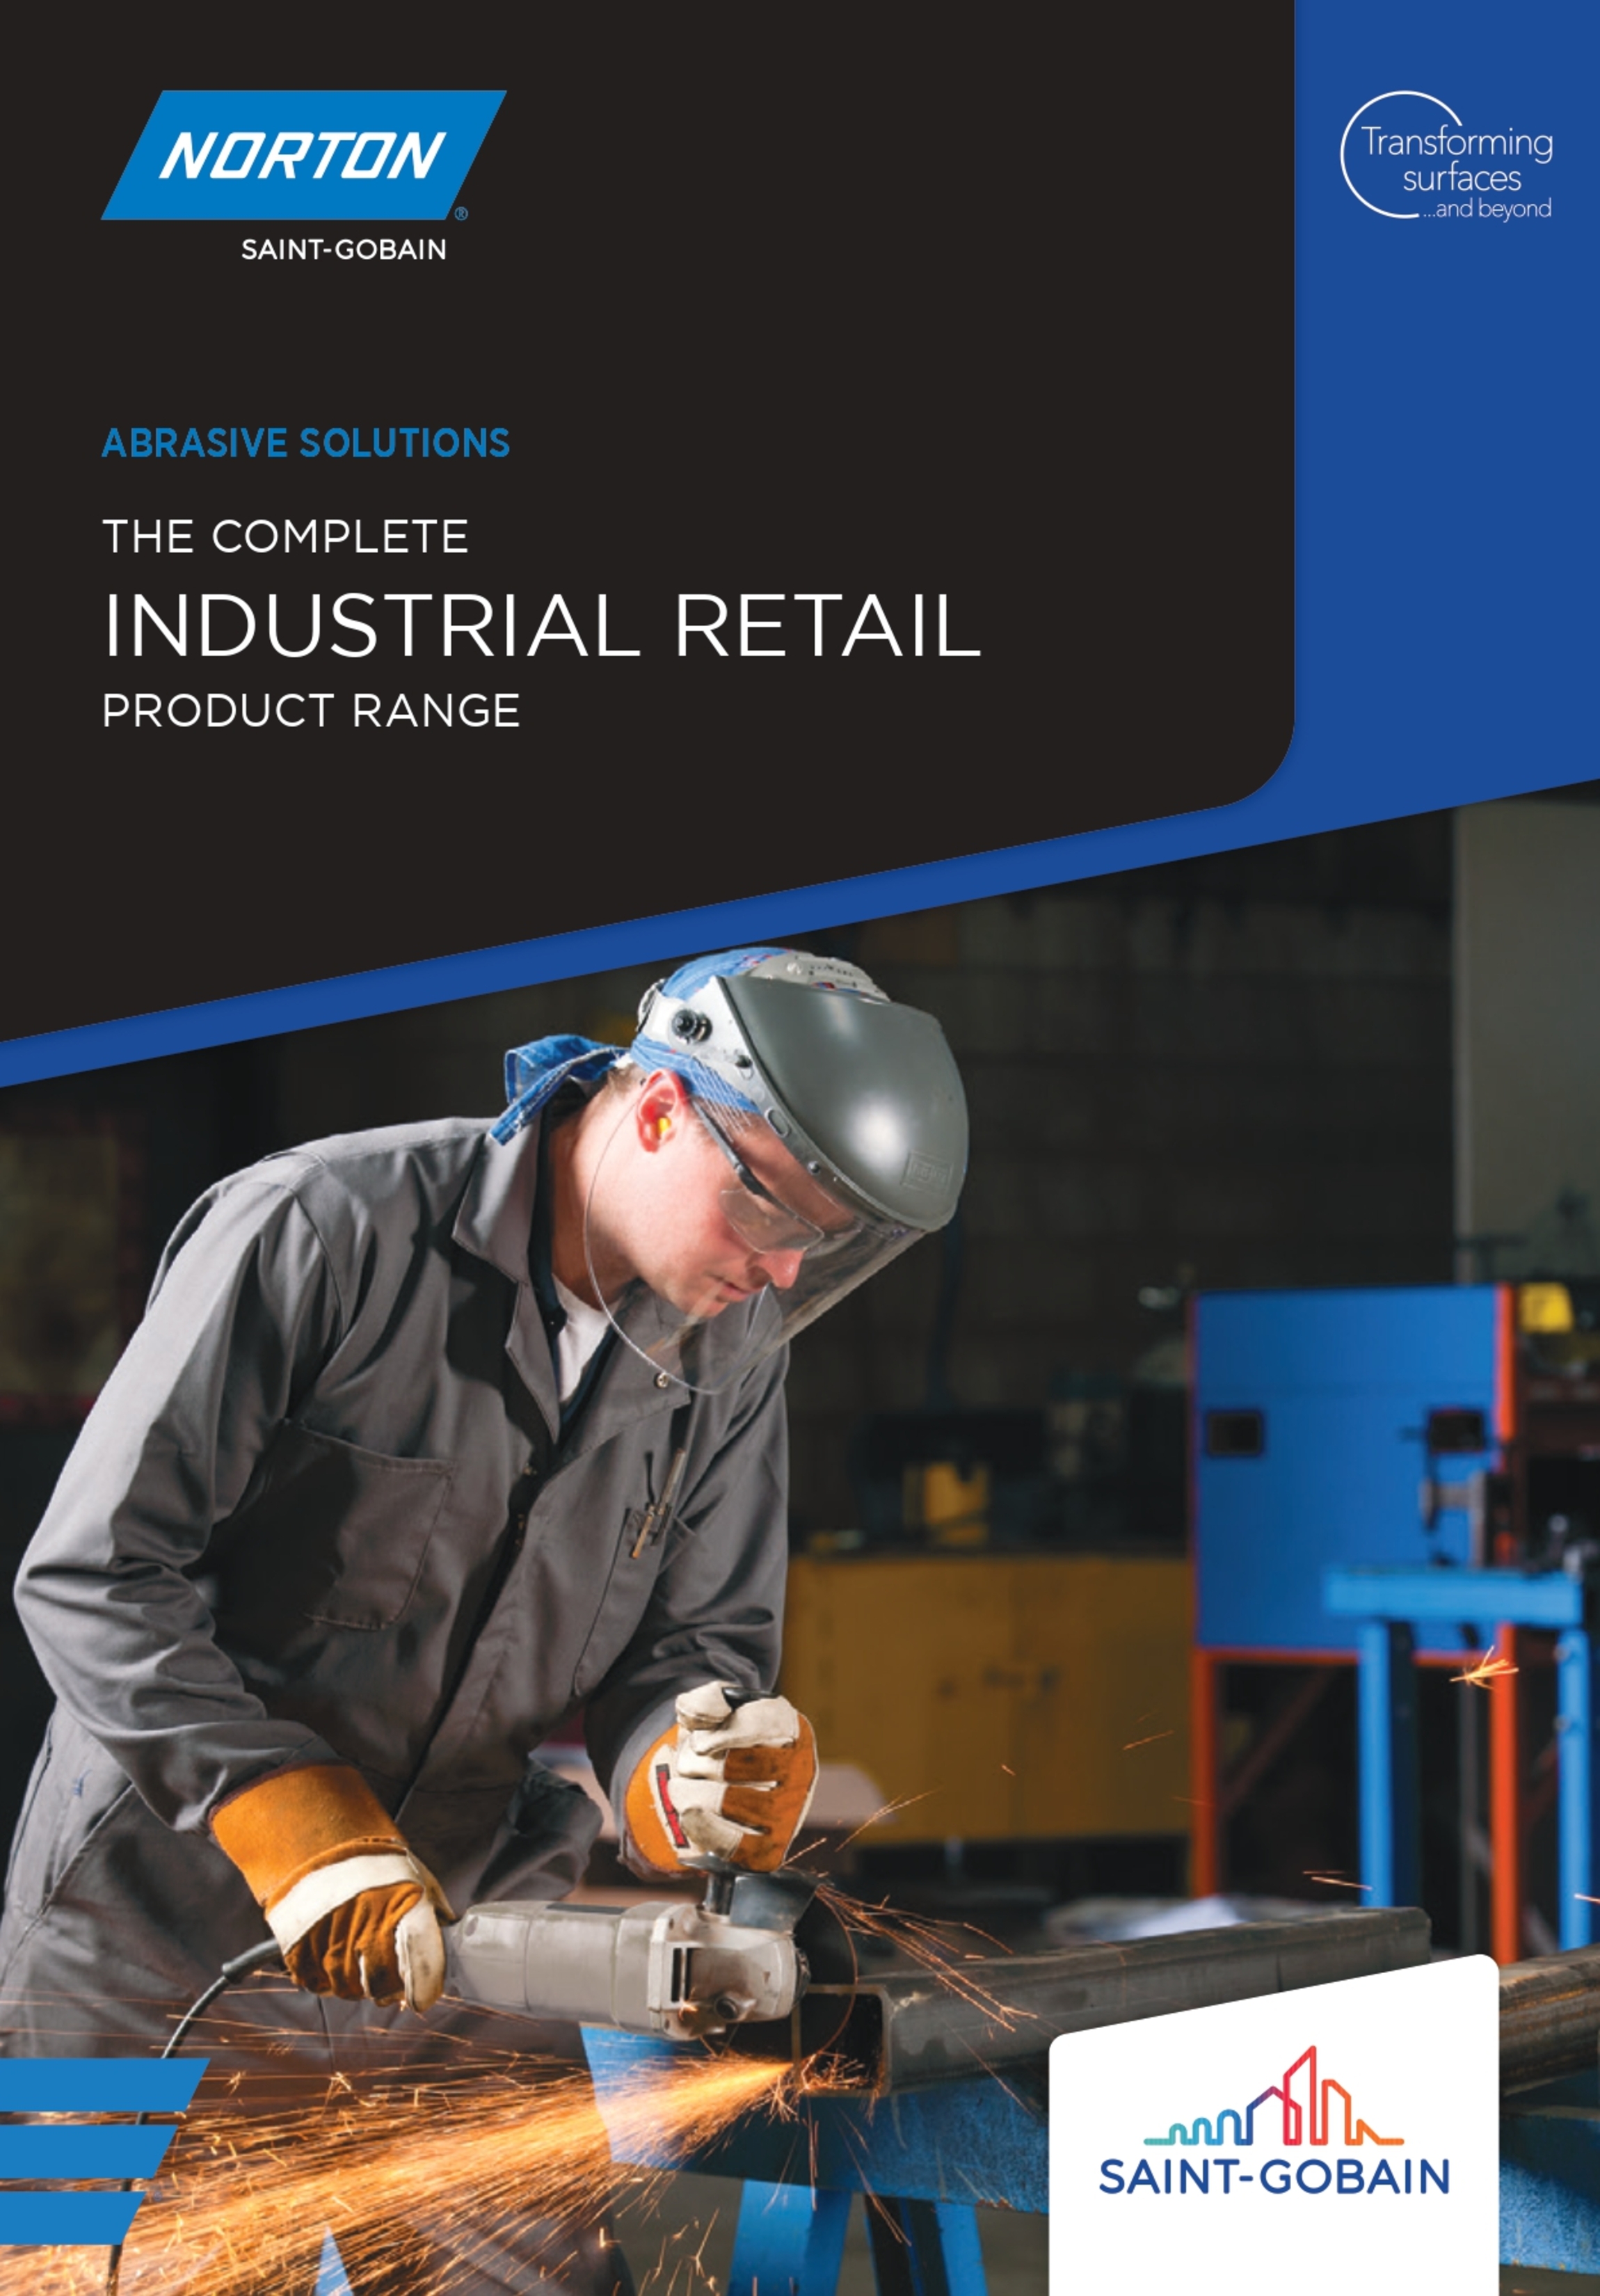 NORTON
®
SAINT-GOBAIN
Transforming
surfaces
...and beyond
ABRASIVE SOLUTIONS
THE COMPLETE
INDUSTRIAL RETAIL
PRODUCT RANGE
SAINT-GOBAIN